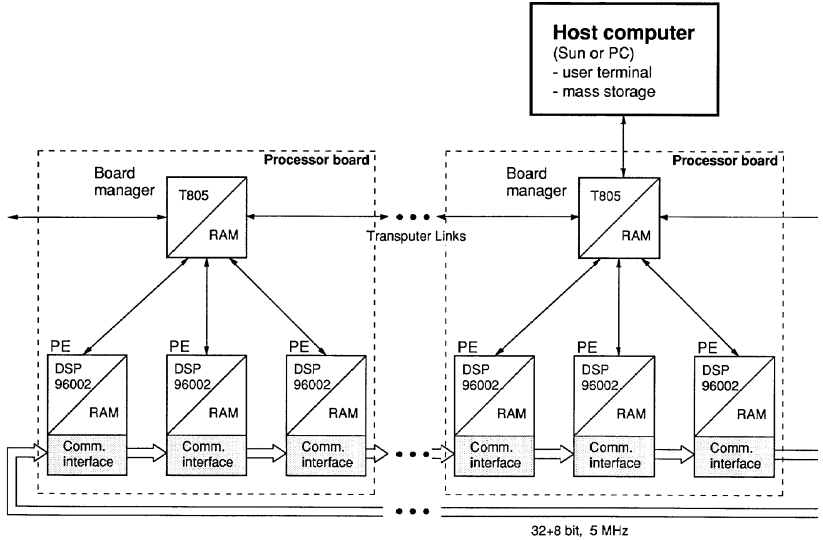 Host computer
(Sun or PC)
- user terminal
- mass storage
Processor board
Board
manager
T805
RAM
Transputer Links
Processor board
Board
manager
T805
RAM
PE
DSP
96002
RAM
Comm.
interface
PE
DSP
96002
RAM
Comm.
interface
PE
DSP
96002
RAM
Comm.
interface
PE
DSP
96002
RAM
Comm.
interface
PE
DSP
96002
RAM
Comm.
interface
PE
DSP
96002
RAM
Comm.
interface
32+8 bit, 5 MHz